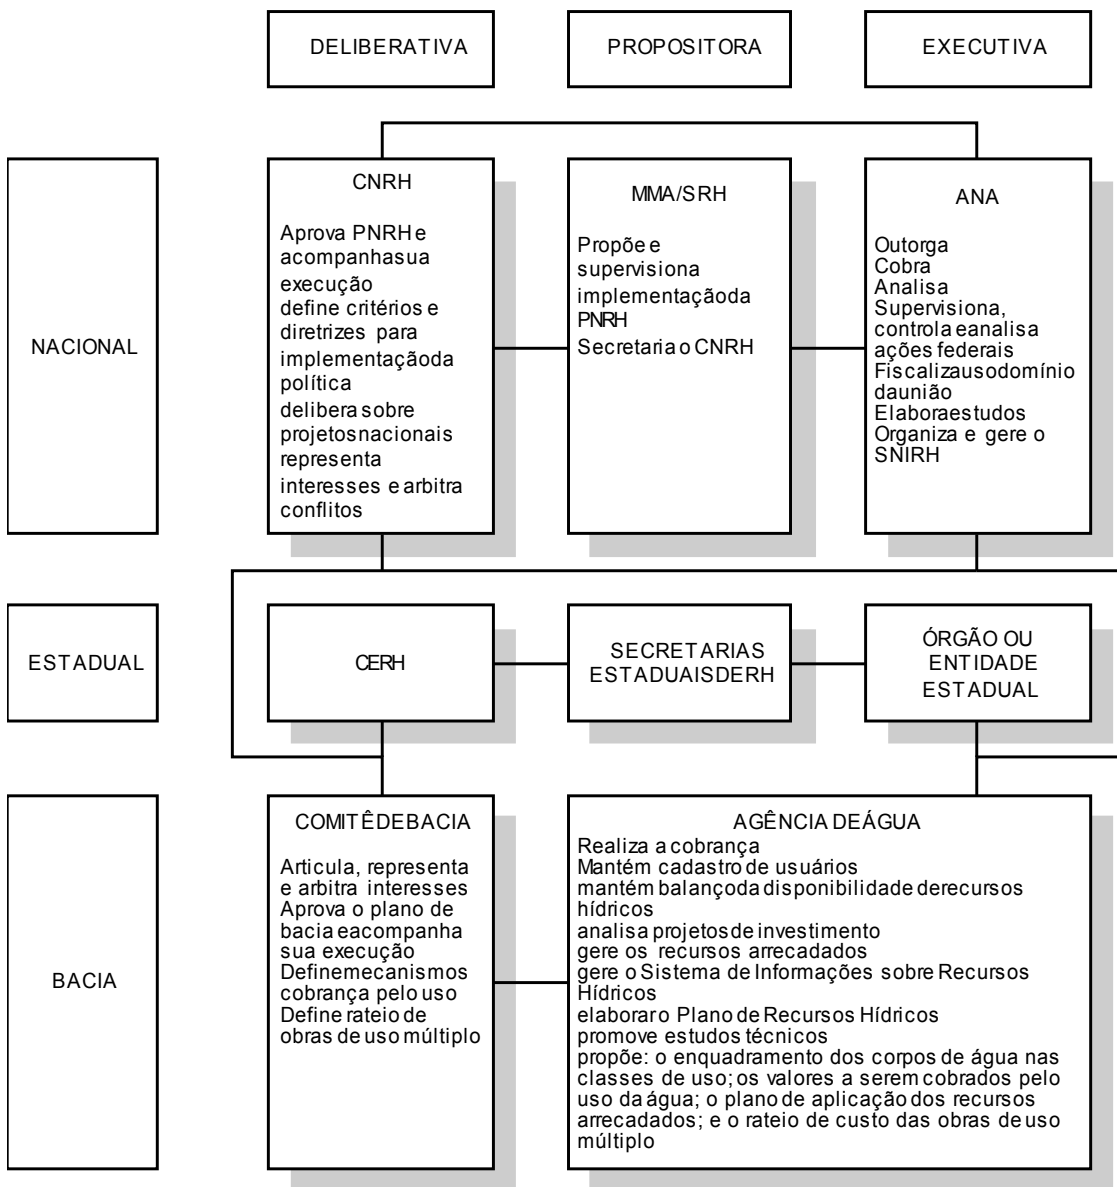 DELIBERATIVA
PROPOSITORA
EXECUTIVA
NACIONAL
CNRH
Aprova PNRH e
acompanha sua
execução
define critérios e
diretrizes para
implementação da
política
delibera sobre
projetos nacionais
representa
interesses e arbitra
conflitos
MMA/SRH
Propõe e
supervisiona
implementação da
PNRH
Secretaria o CNRH
ANA
Outorga
Cobra
Analisa
Supervisiona,
controla e analisa
ações federais
Fiscaliza uso domínio
da união
Elabora estudos
Organiza e gere o
SNIRH
ESTADUAL
CERH
SECRETARIAS
ESTADUAIS DE RH
ÓRGÃO OU
ENTIDADE
ESTADUAL
BACIA
COMITÊ DE BACIA
Articula, representa
e arbitra interesses
Aprova o plano de
bacia e acompanha
sua execução
Define mecanismos
cobrança pelo uso
Define rateio de
obras de uso múltiplo
AGÊNCIA DE ÁGUA
Realiza a cobrança
Mantém cadastro de usuários
mantém balanço da disponibilidade de recursos
hídricos
analisa projetos de investimento
gere os recursos arrecadados
gere o Sistema de Informações sobre Recursos
Hídricos
elaborar o Plano de Recursos Hídricos
promove estudos técnicos
propõe: o enquadramento dos corpos de água nas
classes de uso; os valores a serem cobrados pelo
uso da água; o plano de aplicação dos recursos
arrecadados; e o rateio de custo das obras de uso
múltiplo